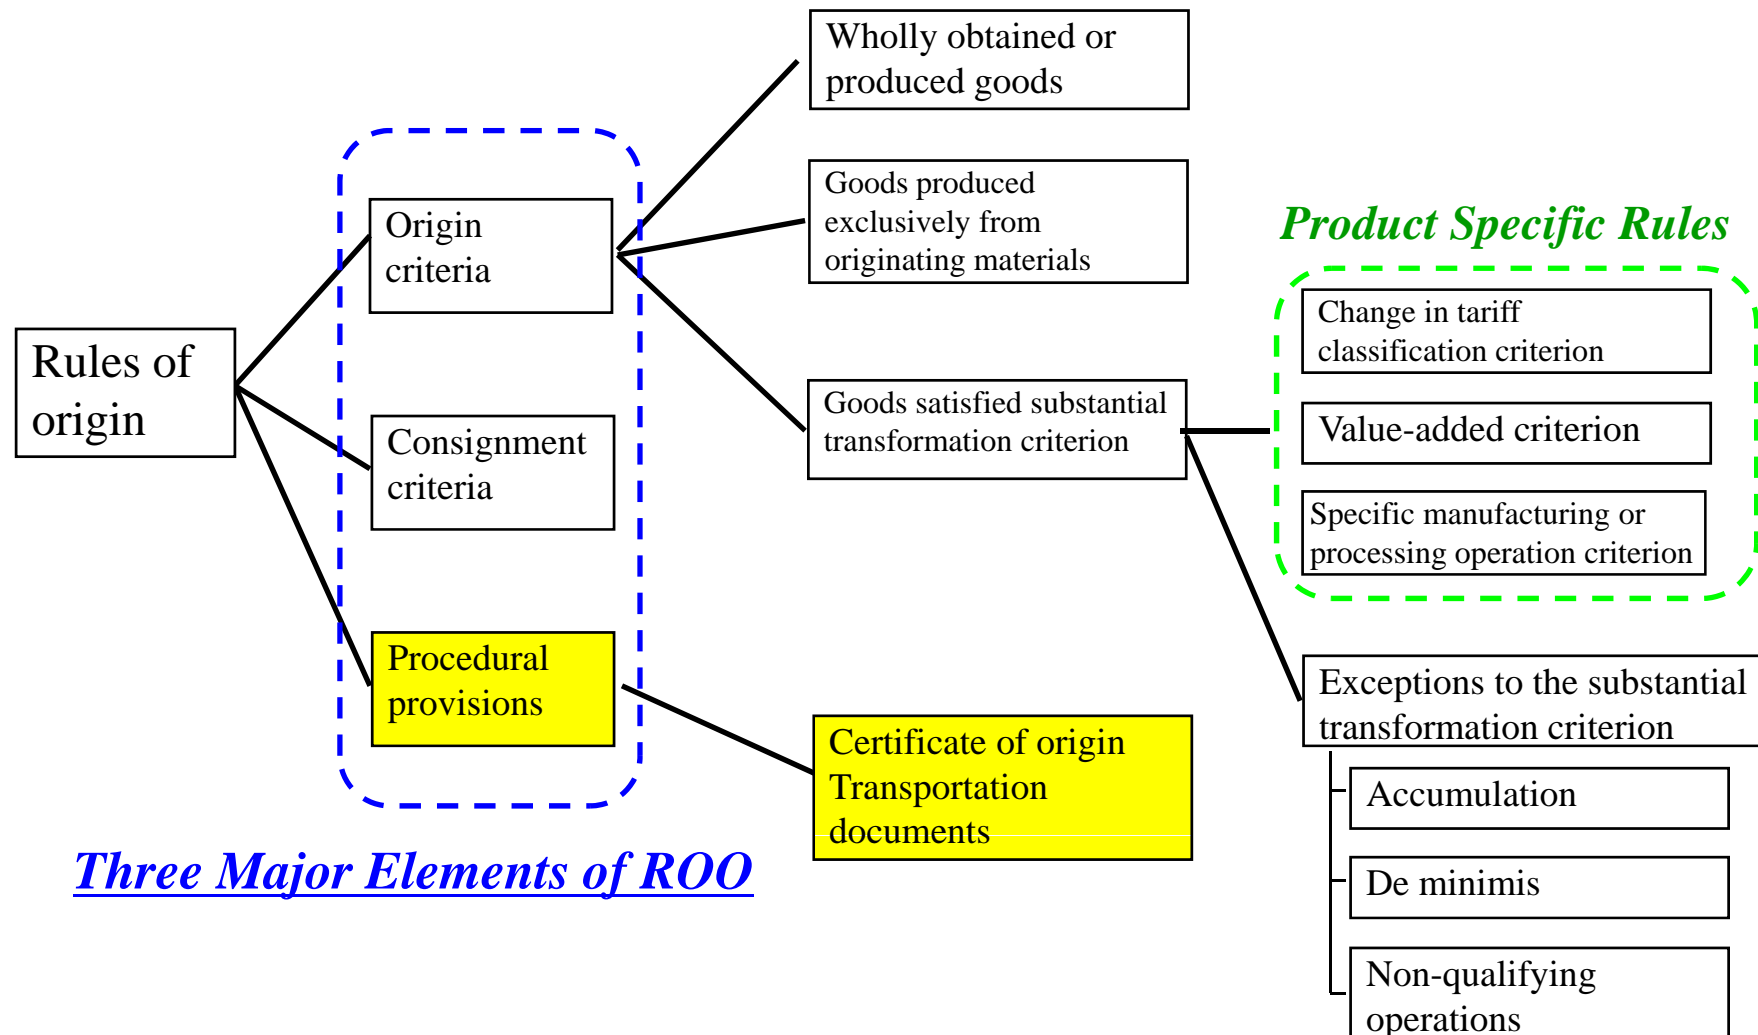 Rules of
origin
Origin
criteria
Consignment
criteria
Procedural
provisions
Three Major Elements of ROO
Wholly obtained or
produced goods
Goods produced
exclusively from
originating materials
Goods satisfied substantial
transformation criterion
Certificate of origin
Transportation
documents
Product Specific Rules
Change in tariff
classification criterion
Value-added criterion
Specific manufacturing or
processing operation criterion
Exceptions to the substantial
transformation criterion
Accumulation
De minimis
Non-qualifying
operations